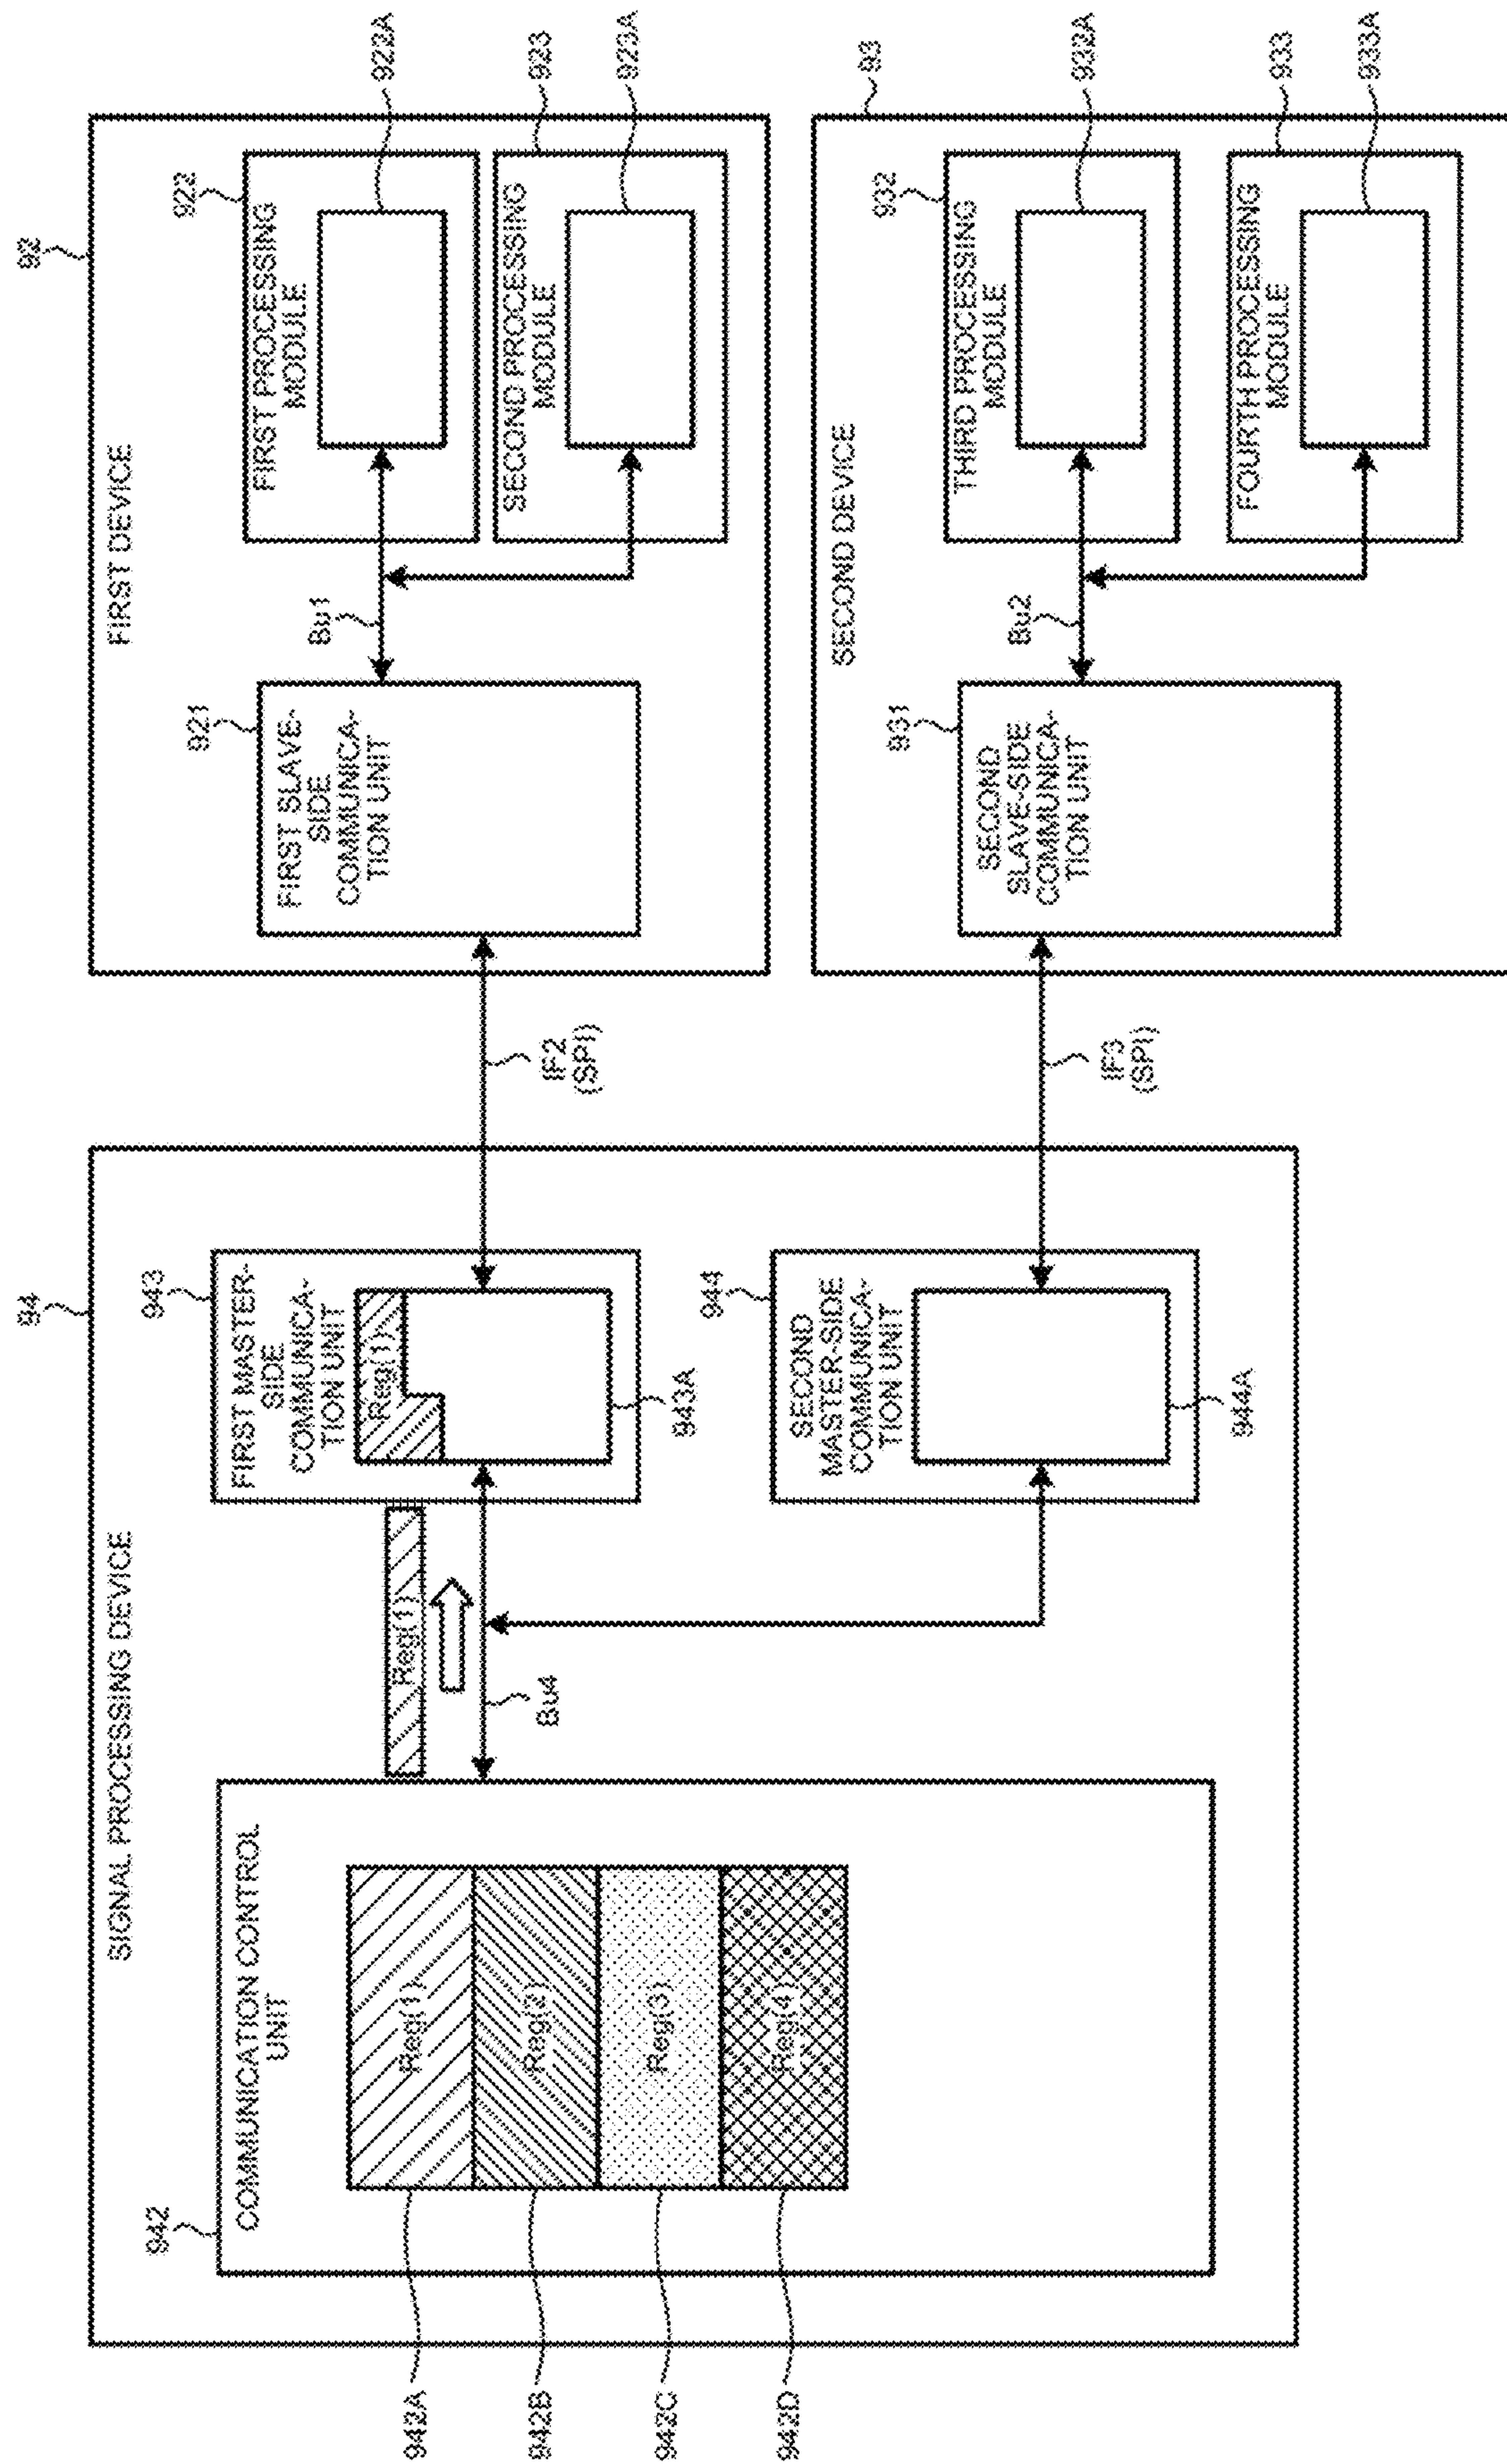 94
SIGNAL PROCESSING DEVICE
942
COMMUNICATION CONTROL
UNIT
Reg(1)
Reg(2)
Reg(3)
Reg(4)
942A
942B
942C
942D
Reg(1)
Bu4
943
FIRST MASTER-
SIDE
COMMUNICA-
TION UNIT
Reg(1)
943A
944
SECOND
MASTER-SIDE
COMMUNICA-
TION UNIT
944A
IF2
(SPI)
IF3
(SPI)
92
FIRST DEVICE
921
FIRST SLAVE-
SIDE
COMMUNICA-
TION UNIT
Bu1
922
FIRST PROCESSING
MODULE
922A
SECOND PROCESSING
MODULE
923
923A
93
SECOND DEVICE
931
SECOND
SLAVE-SIDE
COMMUNICA-
TION UNIT
Bu2
932
THIRD PROCESSING
MODULE
932A
FOURTH PROCESSING
MODULE
933
933A